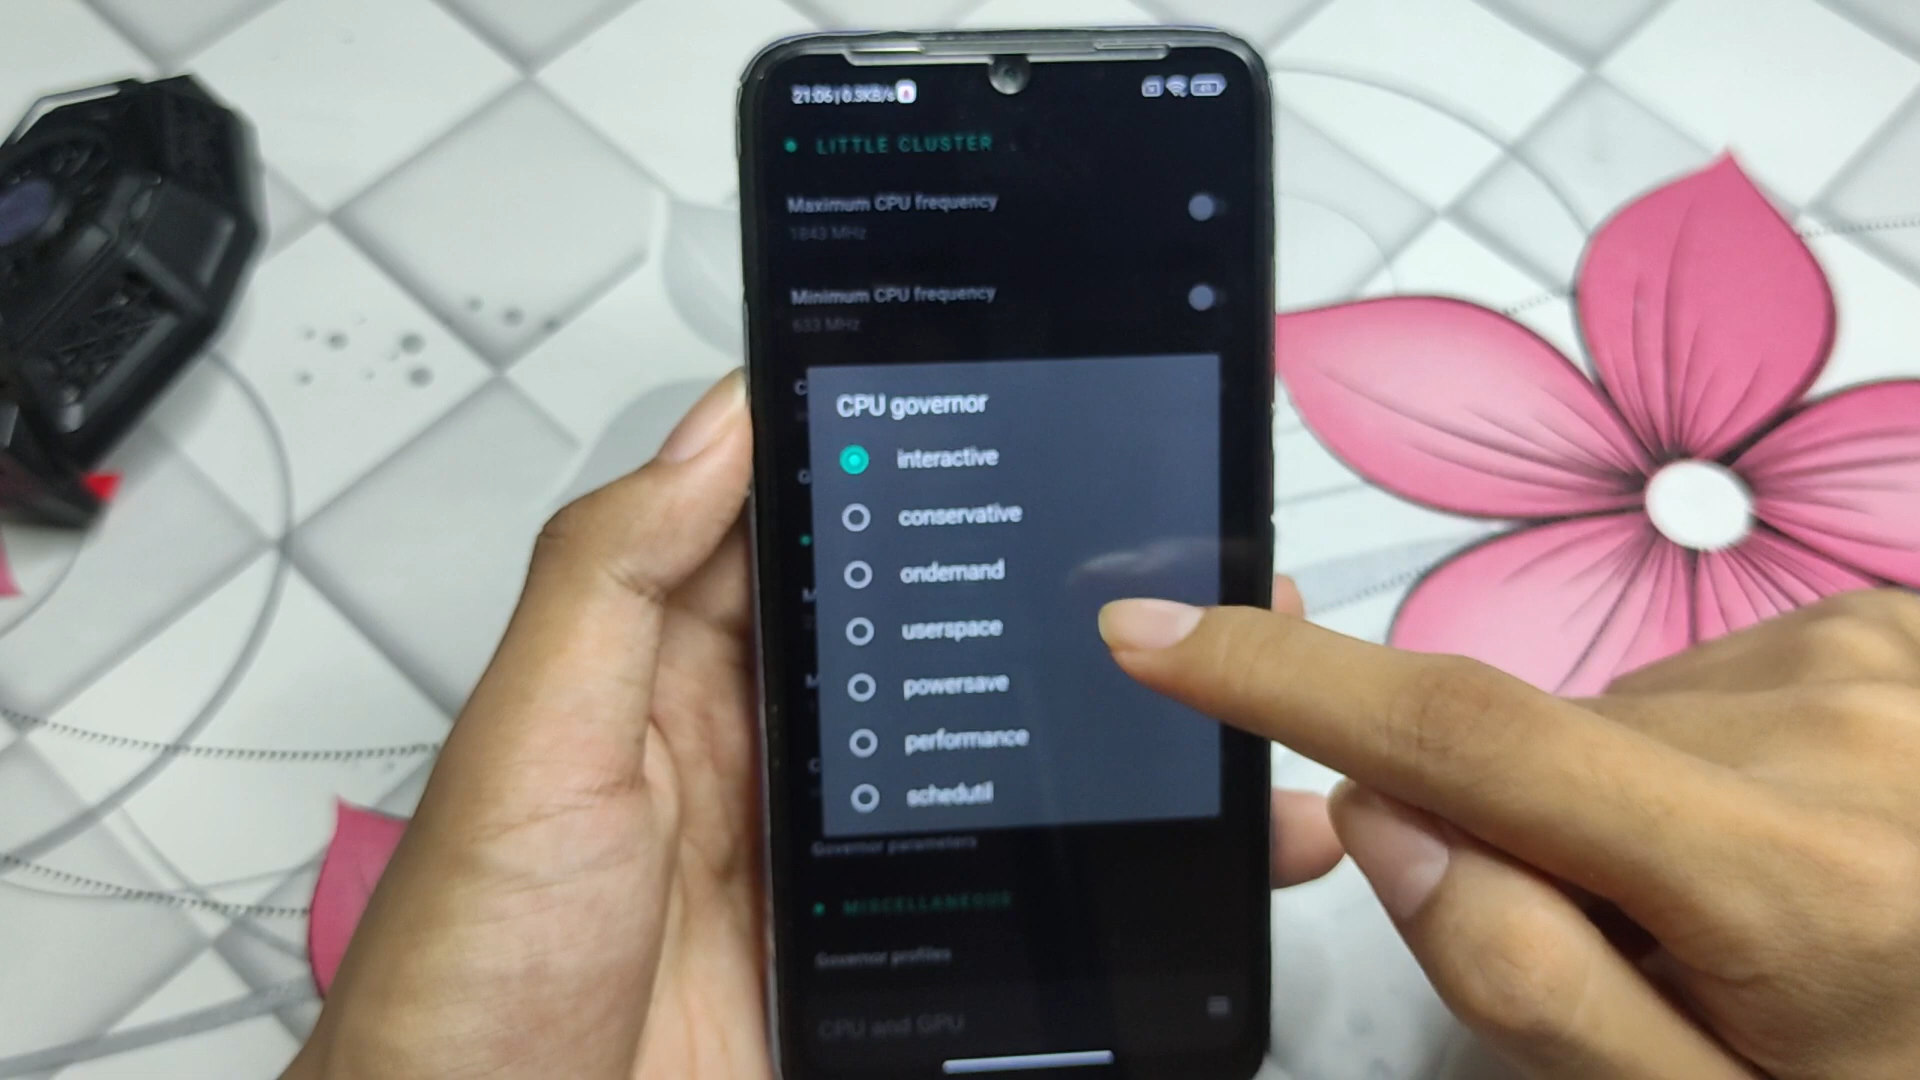 21:06 | 0.3KB/s
LITTLE CLUSTER
Maximum CPU frequency
1843 MHz
Minimum CPU frequency
633 MHz
CPU governor
interactive
conservative
ondemand
userspace
powersave
performance
schedutil
Governor parameters
MISCELLANEOUS
Governor profiles
CPU and GPU